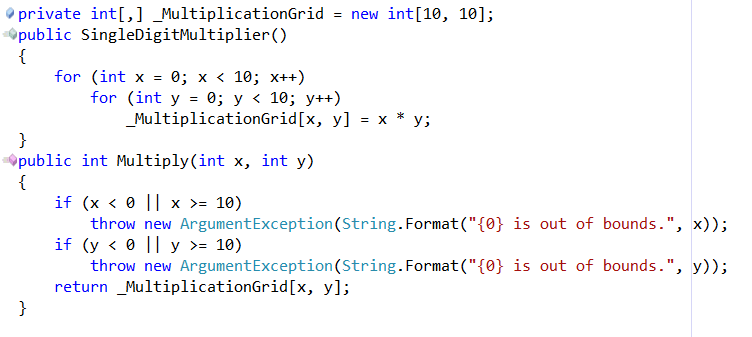 private int[,] _MultiplicationGrid = new int[10, 10];
public SingleDigitMultiplier()
{
    for (int x = 0; x < 10; x++)
        for (int y = 0; y < 10; y++)
            _MultiplicationGrid[x, y] = x * y;
}
public int Multiply(int x, int y)
{
    if (x < 0 || x >= 10)
        throw new ArgumentException(String.Format("{0} is out of bounds.", x));
    if (y < 0 || y >= 10)
        throw new ArgumentException(String.Format("{0} is out of bounds.", y));
    return _MultiplicationGrid[x, y];
}